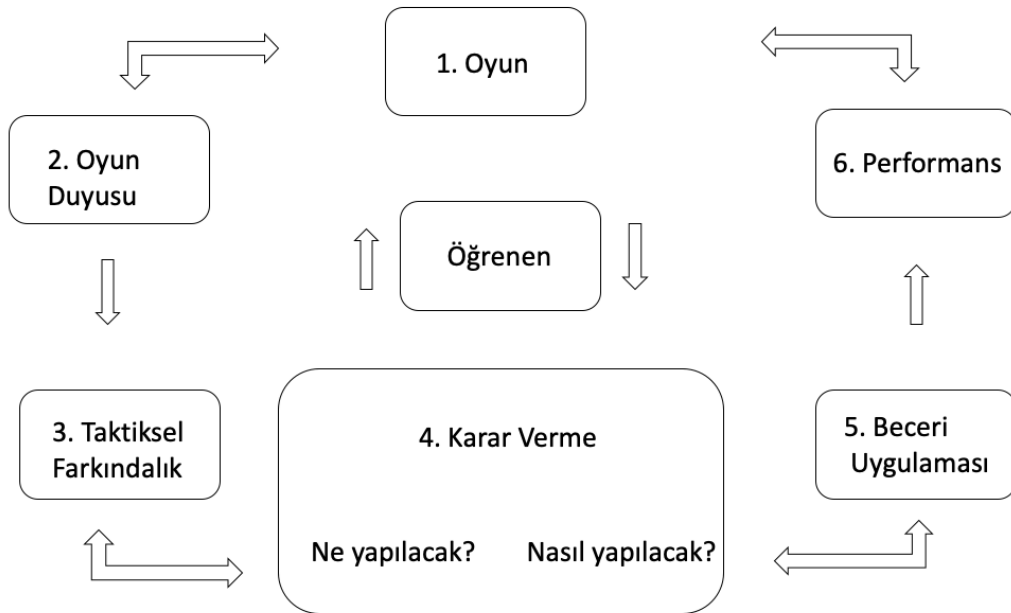 1. Oyun
2. Oyun
Duyusu
6. Performans
Öğrenen
3. Taktiksel
Farkındalık
4. Karar Verme
Ne yapılacak?
Nasıl yapılacak?
5. Beceri
Uygulaması